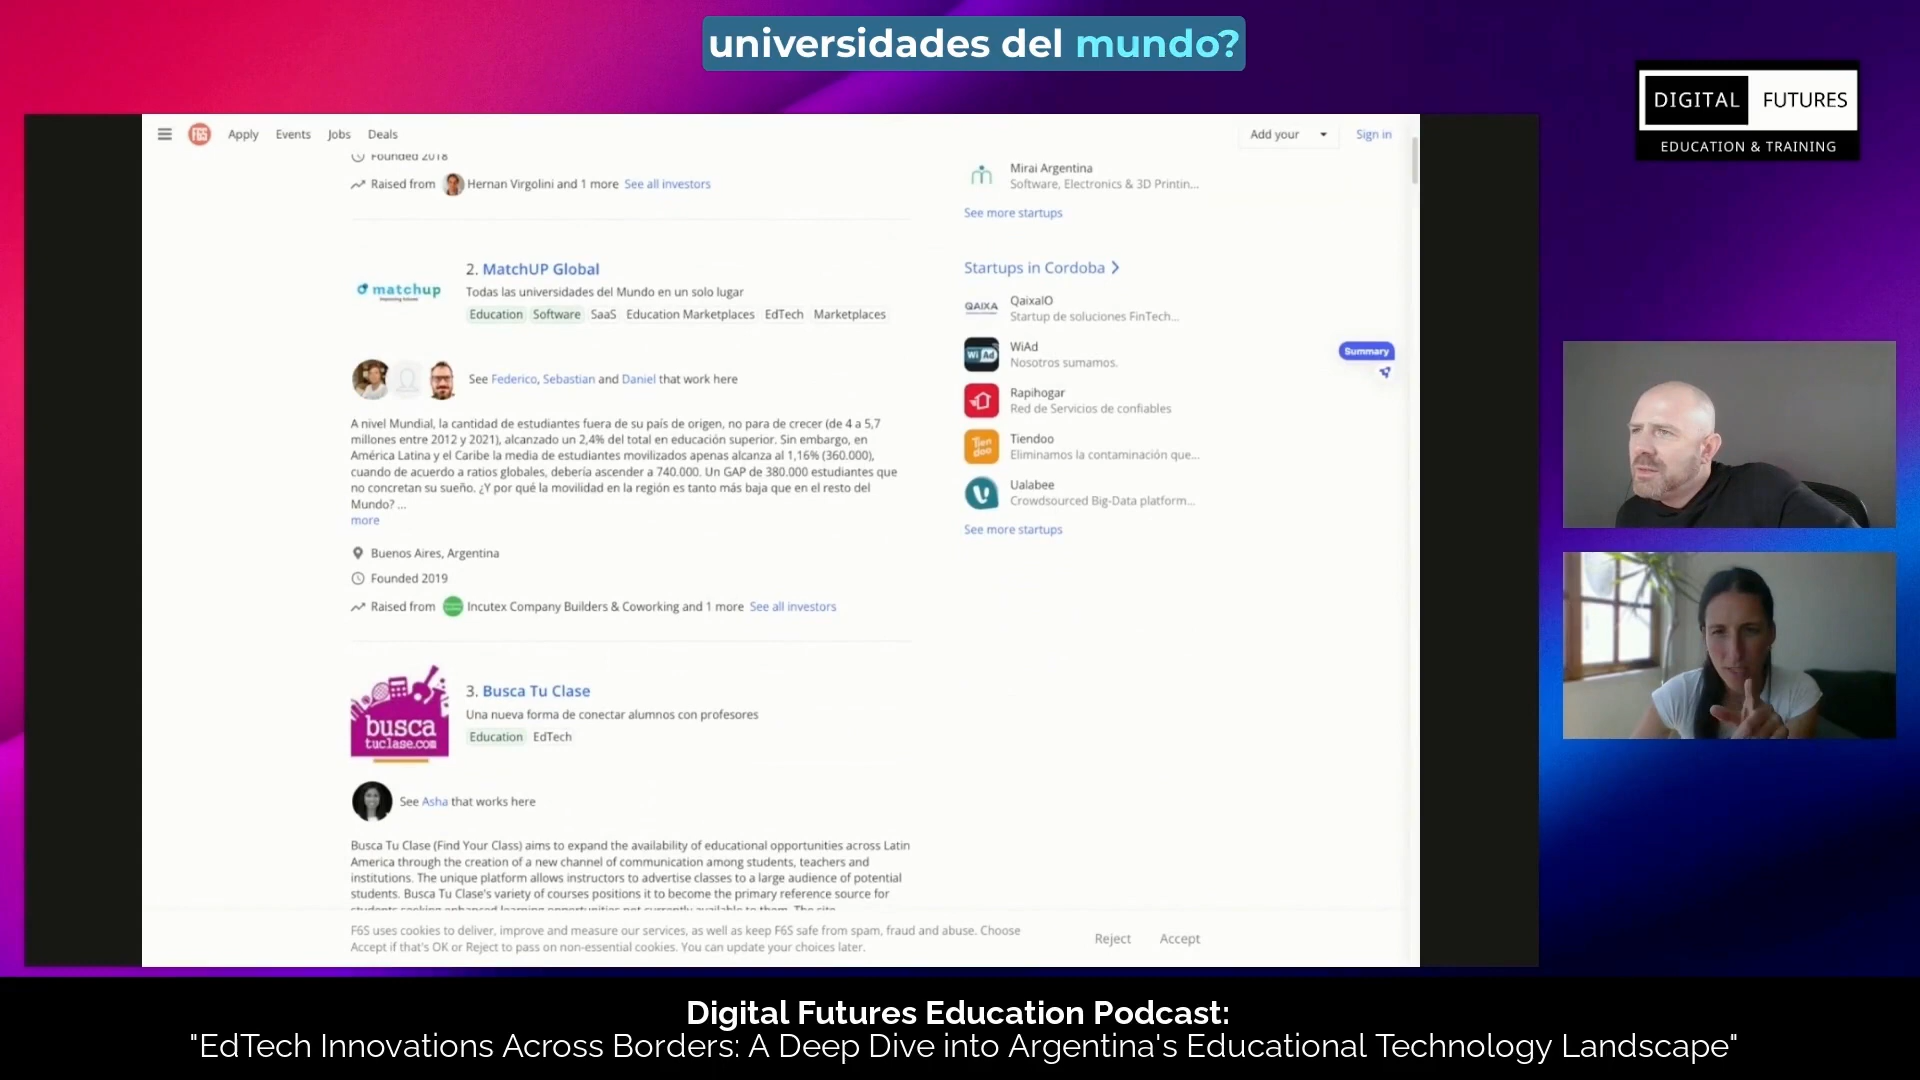 universidades del mundo?
DIGITAL FUTURES
EDUCATION & TRAINING
F6S Apply Events Jobs Deals Add your Sign in
Founded 2018
Raised from Hernan Virgolini and 1 more See all investors
2. MatchUP Global
matchup
Todas las universidades del Mundo en un solo lugar
Education Software SaaS Education Marketplaces EdTech Marketplaces
See Federico, Sebastian and Daniel that work here
A nivel Mundial, la cantidad de estudiantes fuera de su país de origen, no para de crecer (de 4 a 5,7
millones entre 2012 y 2021), alcanzado un 2,4% del total en educación superior. Sin embargo, en
América Latina y el Caribe la media de estudiantes movilizados apenas alcanza al 1,16% (360.000),
cuando de acuerdo a ratios globales, debería ascender a 740.000. Un GAP de 380.000 estudiantes que
no concretan su sueño. ¿Y por qué la movilidad en la región es tanto más baja que en el resto del
Mundo? ...
more
Buenos Aires, Argentina
Founded 2019
Raised from Incutex Company Builders & Coworking and 1 more See all investors
busca
tuclase.com
3. Busca Tu Clase
Una nueva forma de conectar alumnos con profesores
Education EdTech
See Asha that works here
Busca Tu Clase (Find Your Class) aims to expand the availability of educational opportunities across Latin
America through the creation of a new channel of communication among students, teachers and
institutions. The unique platform allows instructors to advertise classes to a large audience of potential
students. Busca Tu Clase's variety of courses positions it to become the primary reference source for
Mirai Argentina
Software, Electronics & 3D Printin...
See more startups
Startups in Cordoba
QAIXA
QaixaIO
Startup de soluciones FinTech...
Wi Ad
WiAd
Nosotros sumamos.
Rapihogar
Red de Servicios de confiables
Tien
doo
Tiendoo
Eliminamos la contaminación que...
Ualabee
Crowdsourced Big-Data platform...
See more startups
Summary
F6S uses cookies to deliver, improve and measure our services, as well as keep F6S safe from spam, fraud and abuse. Choose
Accept if that's OK or Reject to pass on non-essential cookies. You can update your choices later.
Reject Accept
Digital Futures Education Podcast:
"EdTech Innovations Across Borders: A Deep Dive into Argentina's Educational Technology Landscape"